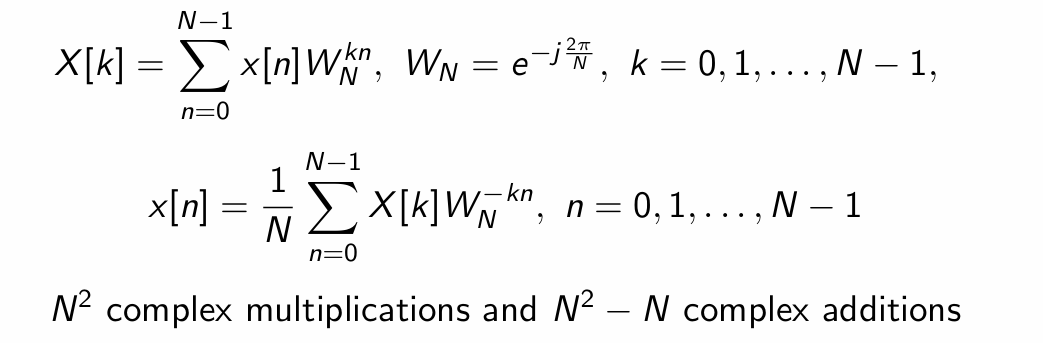 X[k] = \sum_{n=0}^{N-1} x[n] W_N^{kn}, W_N = e^{-j\frac{2\pi}{N}}, k = 0, 1, . . . , N − 1,
x[n] = \frac{1}{N} \sum_{n=0}^{N-1} X[k] W_N^{-kn}, n = 0, 1, . . . , N − 1
N^2 complex multiplications and N^2 − N complex additions